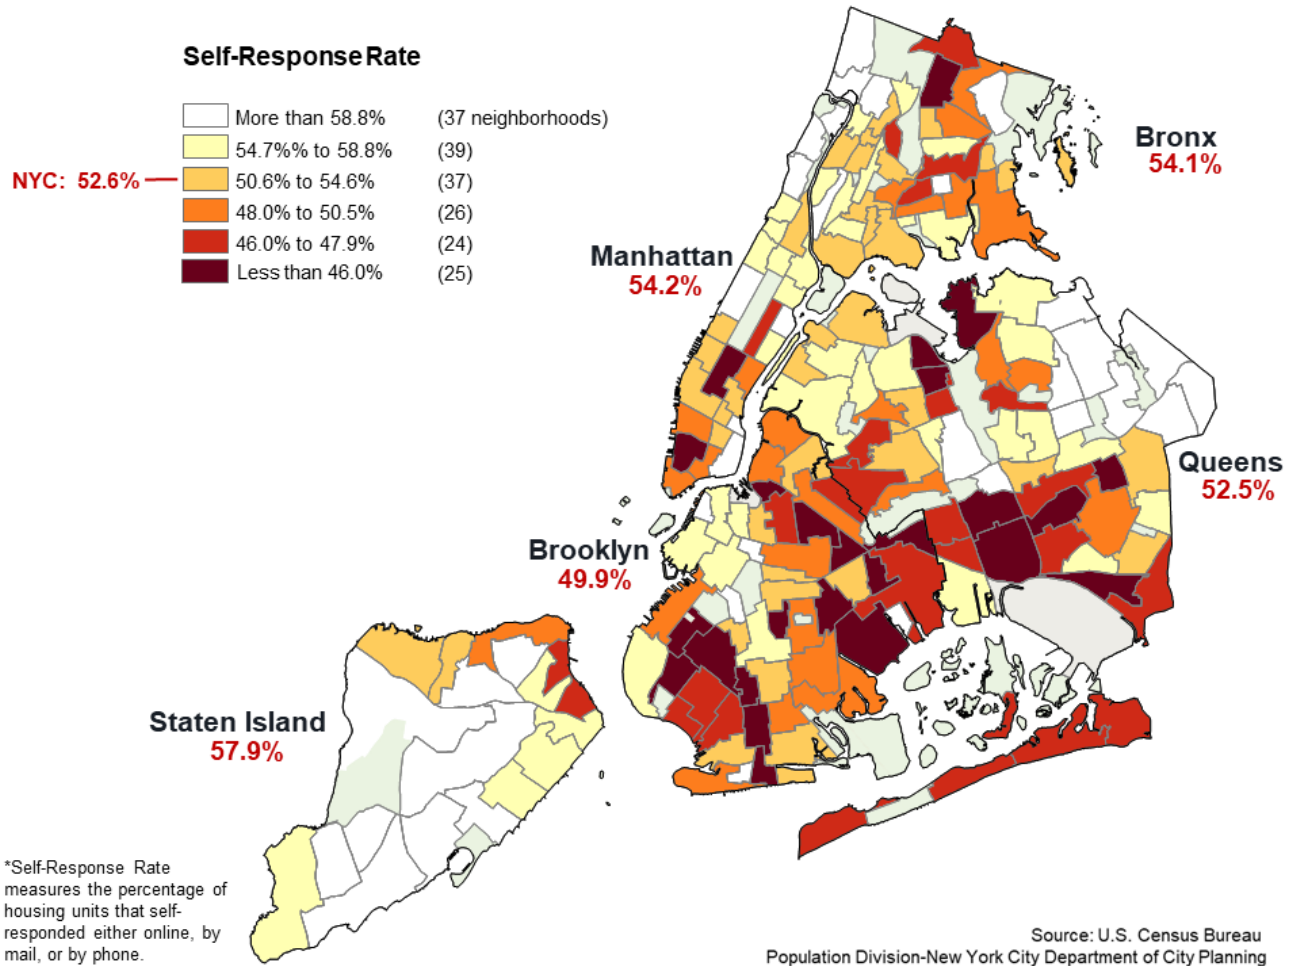 Self-Response Rate
More than 58.8% (37 neighborhoods)
54.7%% to 58.8% (39)
NYC: 52.6% 50.6% to 54.6% (37)
48.0% to 50.5% (26)
46.0% to 47.9% (24)
Less than 46.0% (25)
Bronx
54.1%
Manhattan
54.2%
Queens
52.5%
Brooklyn
49.9%
Staten Island
57.9%
*Self-Response Rate
measures the percentage of
housing units that self-
responded either online, by
mail, or by phone.
Source: U.S. Census Bureau
Population Division-New York City Department of City Planning